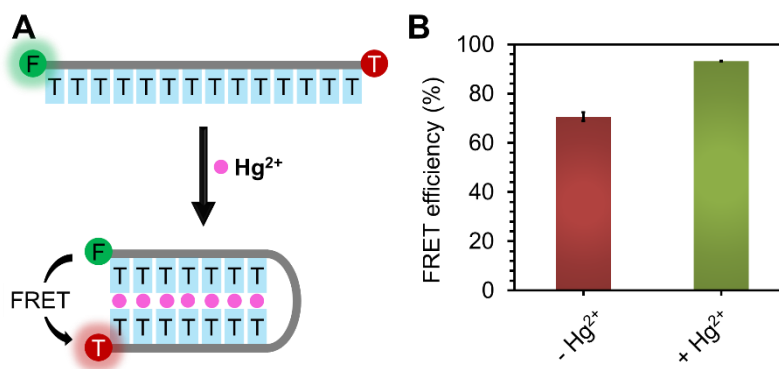 A
F
T
T T T T T T T T T T T T T T
Hg²⁺
F
T T T T T T T
FRET
T T T T T T T
T
B
FRET efficiency (%)
100
80
60
40
20
0
- Hg²⁺
+ Hg²⁺